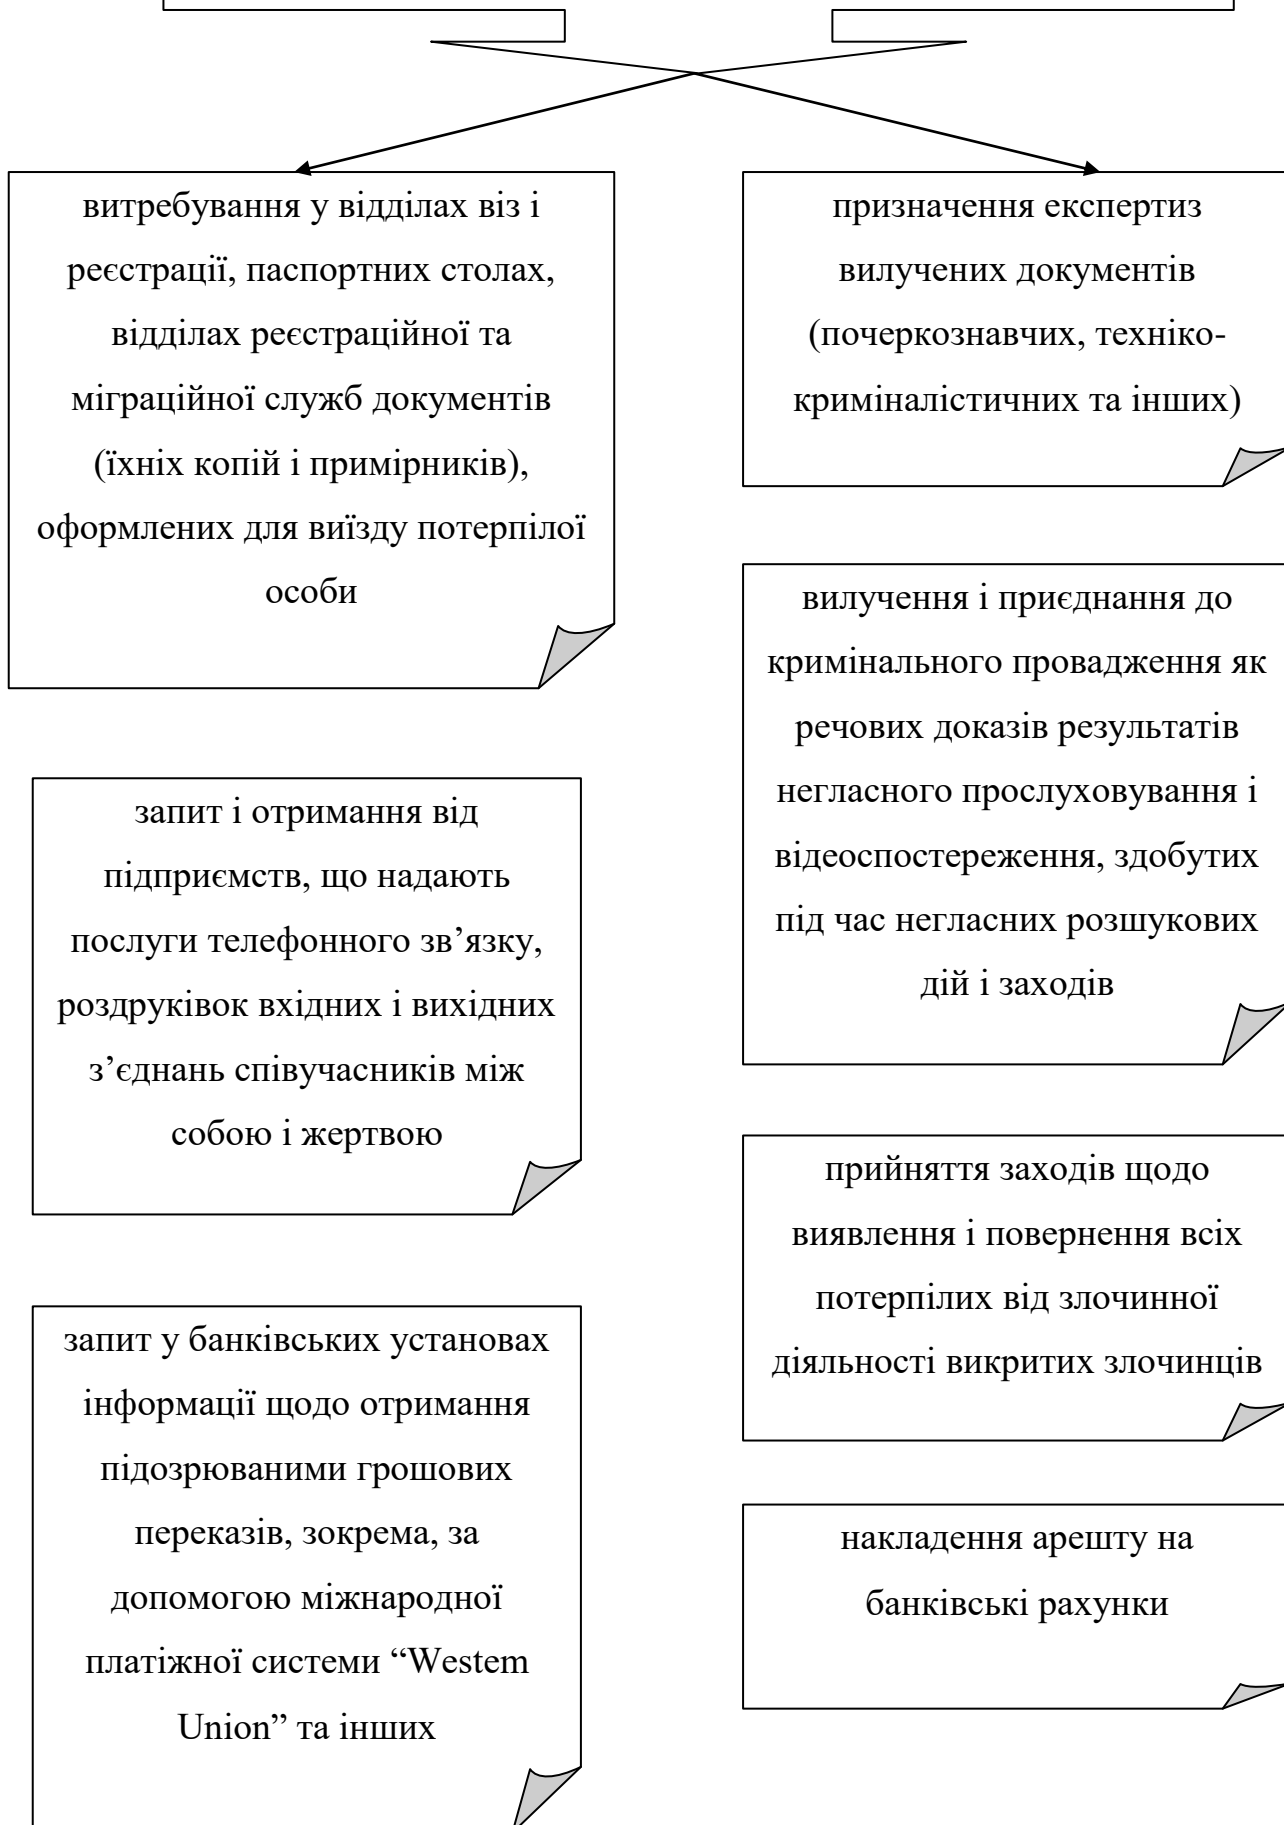 витребування у відділах віз і
реєстрації, паспортних столах,
відділах реєстраційної та
міграційної служб документів
(їхніх копій і примірників),
оформлених для виїзду потерпілої
особи
запит і отримання від
підприємств, що надають
послуги телефонного зв’язку,
роздруківок вхідних і вихідних
з’єднань співучасників між
собою і жертвою
запит у банківських установах
інформації щодо отримання
підозрюваними грошових
переказів, зокрема, за
допомогою міжнародної
платіжної системи “Westem
Union” та інших
призначення експертиз
вилучених документів
(почеркознавчих, техніко-
криміналістичних та інших)
вилучення і приєднання до
кримінального провадження як
речових доказів результатів
негласного прослуховування і
відеоспостереження, здобутих
під час негласних розшукових
дій і заходів
прийняття заходів щодо
виявлення і повернення всіх
потерпілих від злочинної
діяльності викритих злочинців
накладення арешту на
банківські рахунки